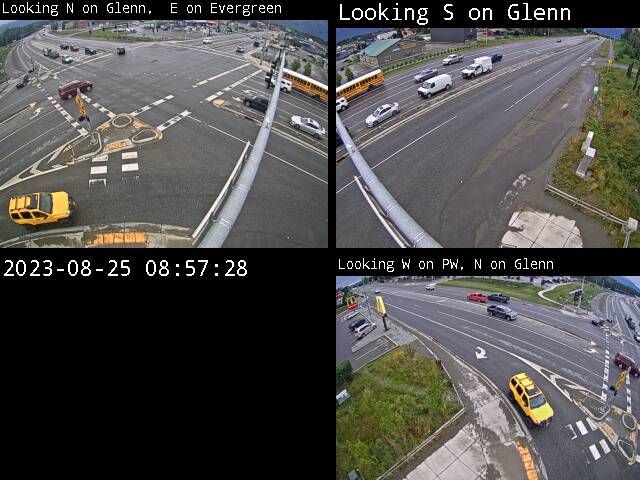 Looking N on Glenn, E on Evergreen
Looking S on Glenn
2023-08-25 08:57:28
Looking W on PW, N on Glenn